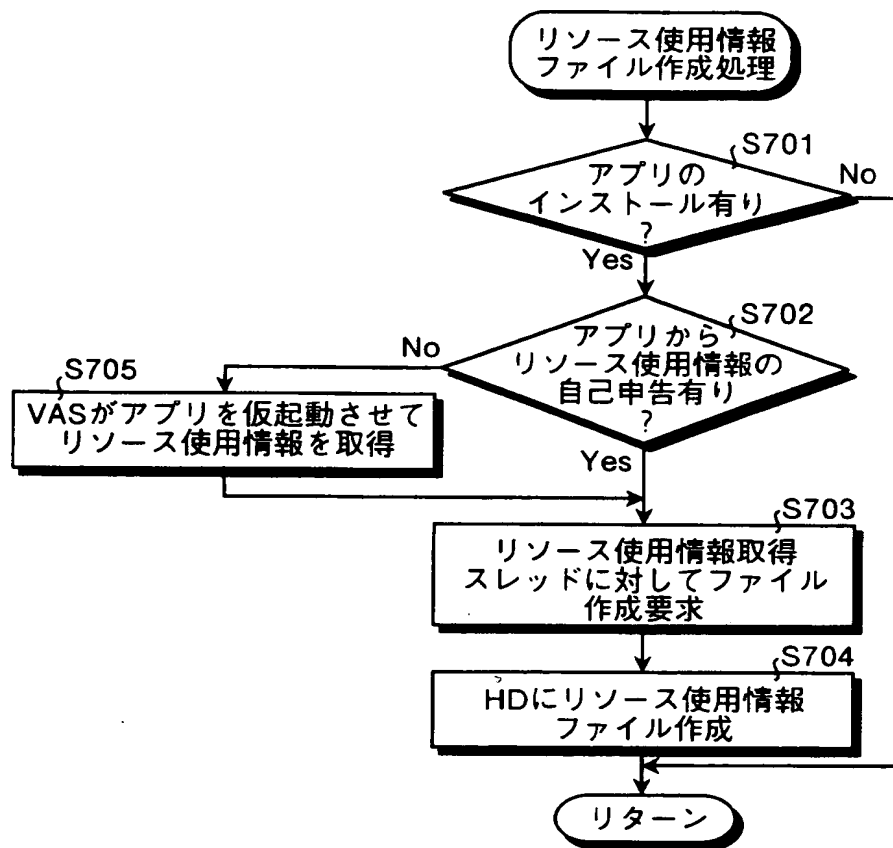 リソース使用情報
ファイル作成処理
S701
アプリの
インストール有り
?
No
Yes
S702
アプリから
リソース使用情報の
自己申告有り
?
No
Yes
S705
VASがアプリを仮起動させて
リソース使用情報を取得
S703
リソース使用情報取得
スレッドに対してファイル
作成要求
S704
HDにリソース使用情報
ファイル作成
リターン